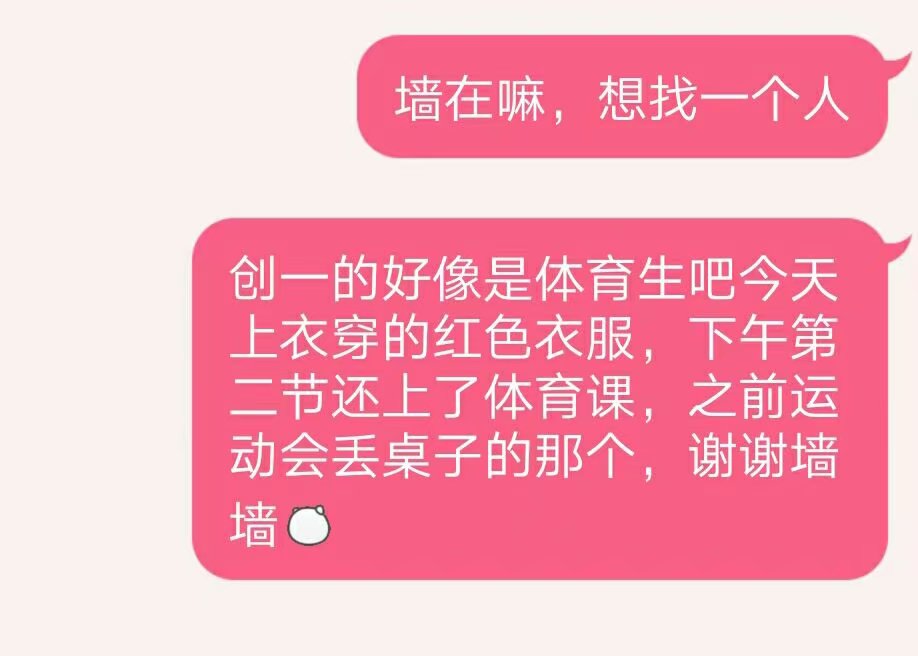 墙在嘛，想找一个人
创一的好像是体育生吧今天
上衣穿的红色衣服，下午第
二节还上了体育课，之前运
动会丢桌子的那个，谢谢墙
墙